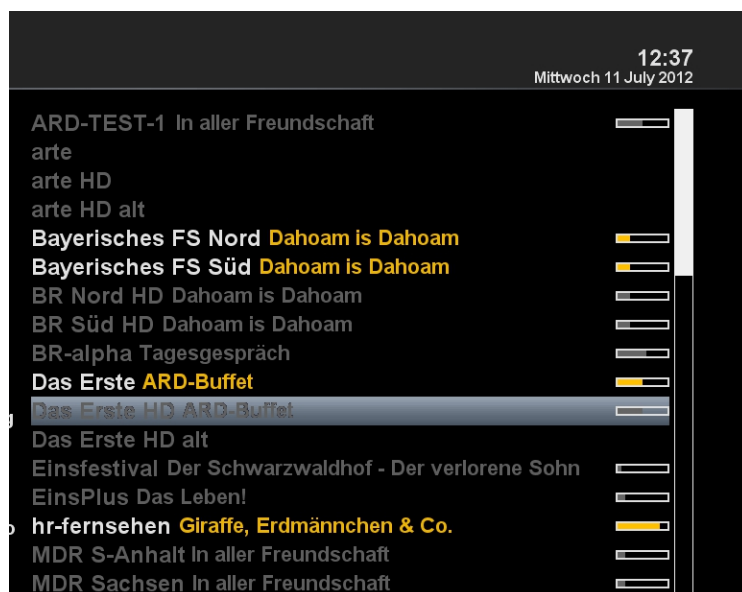 12:37
Mittwoch 11 July 2012
ARD-TEST-1 In aller Freundschaft
arte
arte HD
arte HD alt
Bayerisches FS Nord Dahoam is Dahoam
Bayerisches FS Süd Dahoam is Dahoam
BR Nord HD Dahoam is Dahoam
BR Süd HD Dahoam is Dahoam
BR-alpha Tagesgespräch
Das Erste ARD-Buffet
Das Erste HD ARD-Buffet
Das Erste HD alt
Einsfestival Der Schwarzwaldhof - Der verlorene Sohn
EinsPlus Das Leben!
hr-fernsehen Giraffe, Erdmännchen & Co.
MDR S-Anhalt In aller Freundschaft
MDR Sachsen In aller Freundschaft